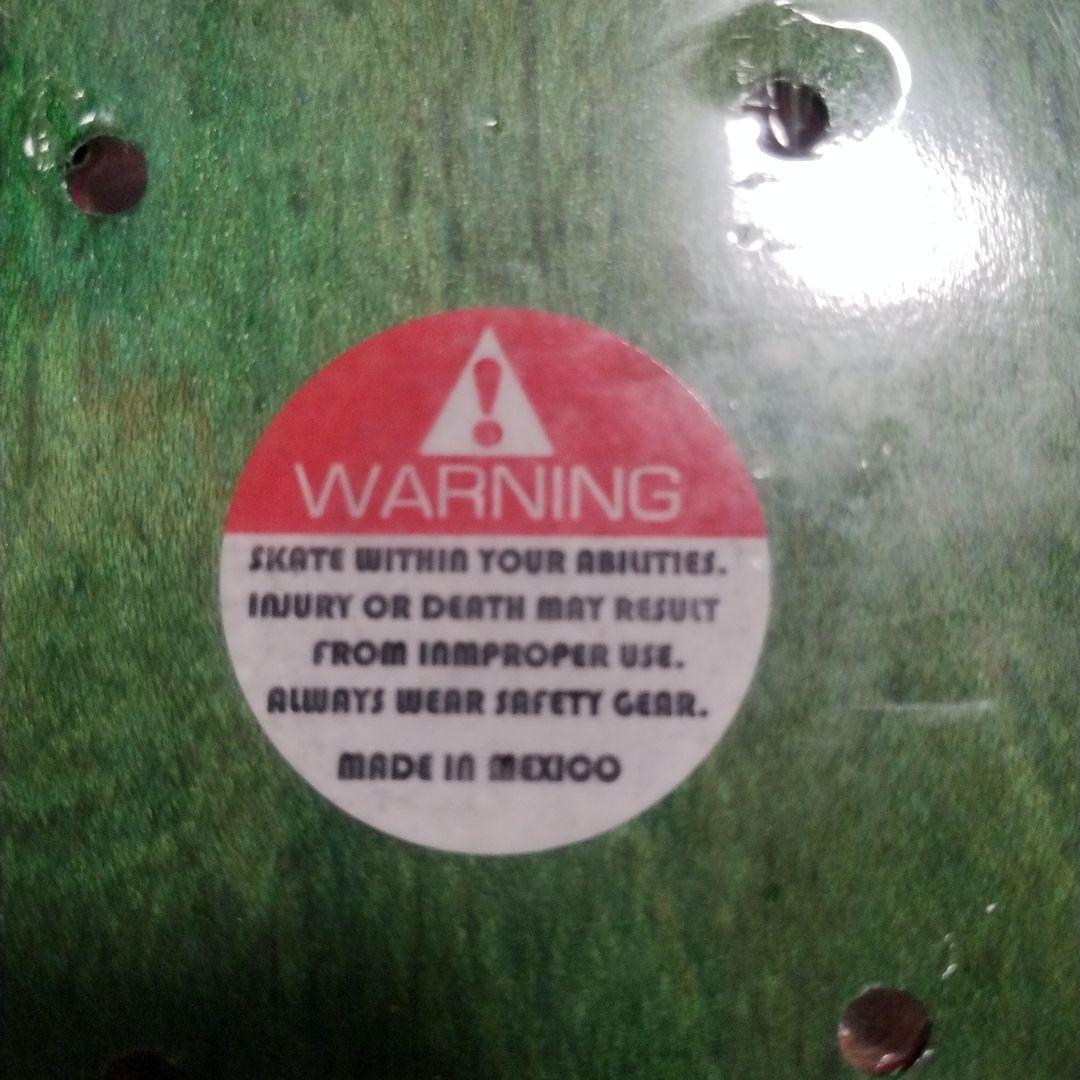 WARNING
SKATE WITHIN YOUR ABILITIES.
INJURY OR DEATH MAY RESULT
FROM INMPROPER USE.
ALWAYS WEAR SAFETY GEAR.
MADE IN MEXICO